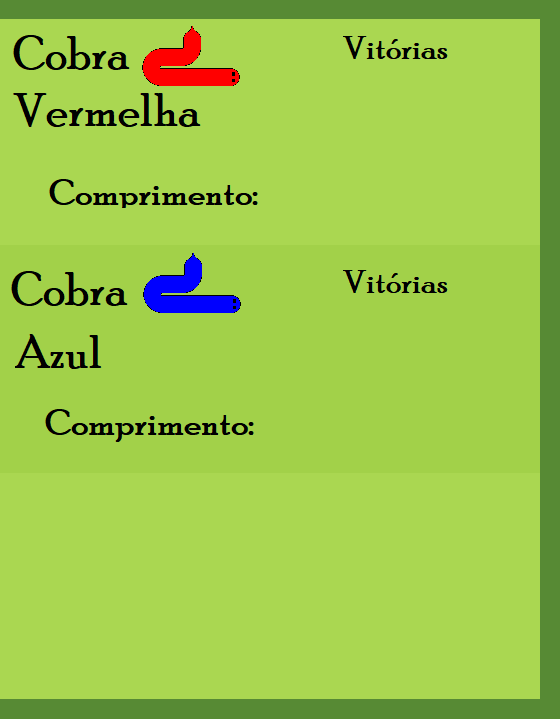 Cobra
Vitórias
Vermelha
Comprimento:
Cobra
Vitórias
Azul
Comprimento: